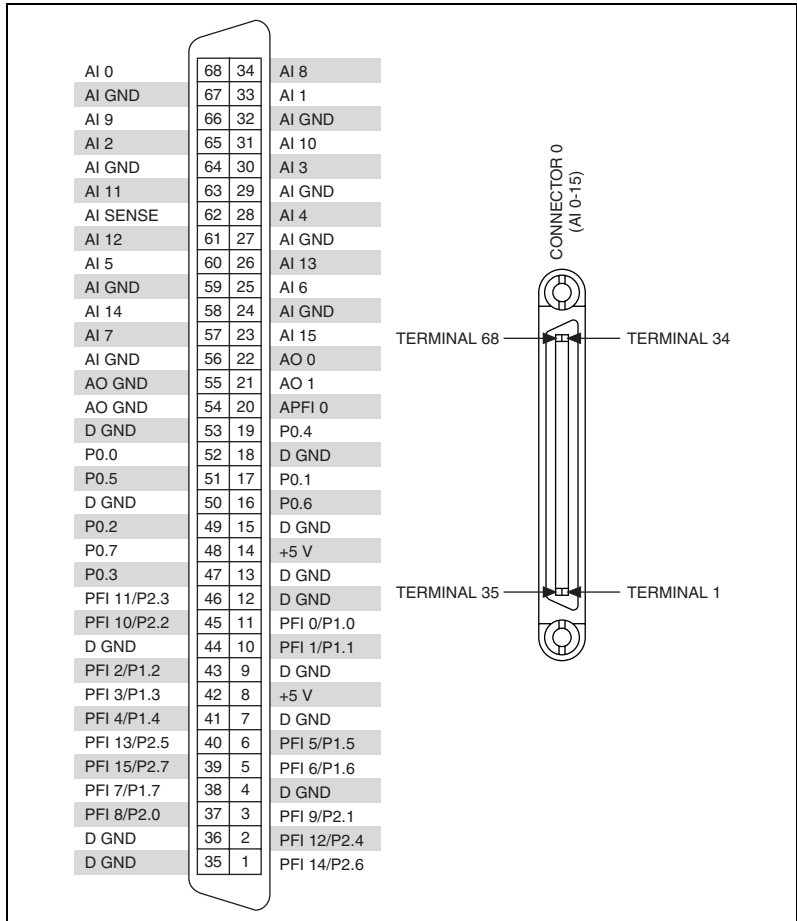 AI 0 68 34 AI 8
AI GND 67 33 AI 1
AI 9 66 32 AI GND
AI 2 65 31 AI 10
AI GND 64 30 AI 3
AI 11 63 29 AI GND
AI SENSE 62 28 AI 4
AI 12 61 27 AI GND
AI 5 60 26 AI 13
AI GND 59 25 AI 6
AI 14 58 24 AI GND
AI 7 57 23 AI 15
AI GND 56 22 AO 0
AO GND 55 21 AO 1
AO GND 54 20 APFI 0
D GND 53 19 P0.4
P0.0 52 18 D GND
P0.5 51 17 P0.1
D GND 50 16 P0.6
P0.2 49 15 D GND
P0.7 48 14 +5 V
P0.3 47 13 D GND
PFI 11/P2.3 46 12 D GND
PFI 10/P2.2 45 11 PFI 0/P1.0
D GND 44 10 PFI 1/P1.1
PFI 2/P1.2 43 9 D GND
PFI 3/P1.3 42 8 +5 V
PFI 4/P1.4 41 7 D GND
PFI 13/P2.5 40 6 PFI 5/P1.5
PFI 15/P2.7 39 5 PFI 6/P1.6
PFI 7/P1.7 38 4 D GND
PFI 8/P2.0 37 3 PFI 9/P2.1
D GND 36 2 PFI 12/P2.4
D GND 35 1 PFI 14/P2.6
CONNECTOR 0
(AI 0-15)
TERMINAL 68 TERMINAL 34
TERMINAL 35 TERMINAL 1